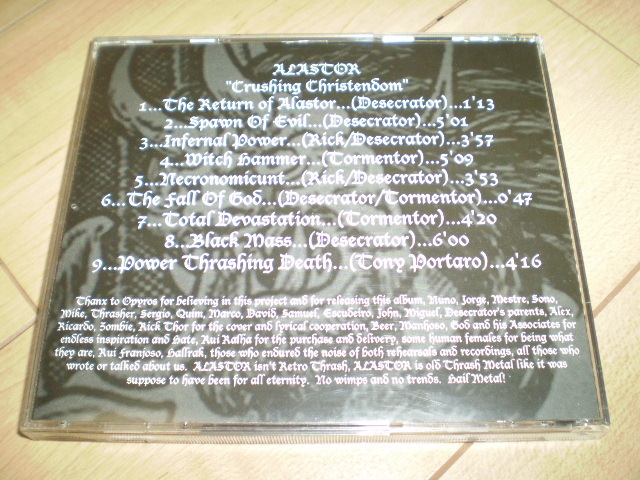 ALASTOR
"Crushing Christendom"
1...The Return of Alastor...(Desecrator)...1'13
2...Spawn Of Evil...(Desecrator)...5'01
3...Infernal Power...(Rick/Desecrator)...3'57
4...Witch Hammer...(Tormentor)...5'09
5...Necronomicunt...(Rick/Desecrator)...3'53
6...The Fall Of God...(Desecrator/Tormentor)...0'47
7...Total Devastation...(Tormentor)...4'20
8...Black Mass...(Desecrator)...6'00
9...Power Thrashing Death...(Tony Portaro)...4'16
Thanx to Opyros for believing in this project and for releasing this album, Nuno, Jorge, Mestre, Sono,
Mike, Thrasher, Sergio, Quim, Marco, David, Samuel, Escudeiro, John, Miguel, Desecrator's parents, Alex,
Ricardo, Zombie, Rick Thor for the cover and lyrical cooperation, Beer, Manhoso, God and his Associates for
endless inspiration and Hate, Rui Ralha for the purchase and delivery, some human females for being what
they are, Rui Franjoso, Hallrak, those who endured the noise of both rehearsals and recordings, all those who
wrote or talked about us. ALASTOR isn't Retro Thrash, ALASTOR is old Thrash Metal like it was
suppose to have been for all eternity. No wimps and no trends. Hail Metal!